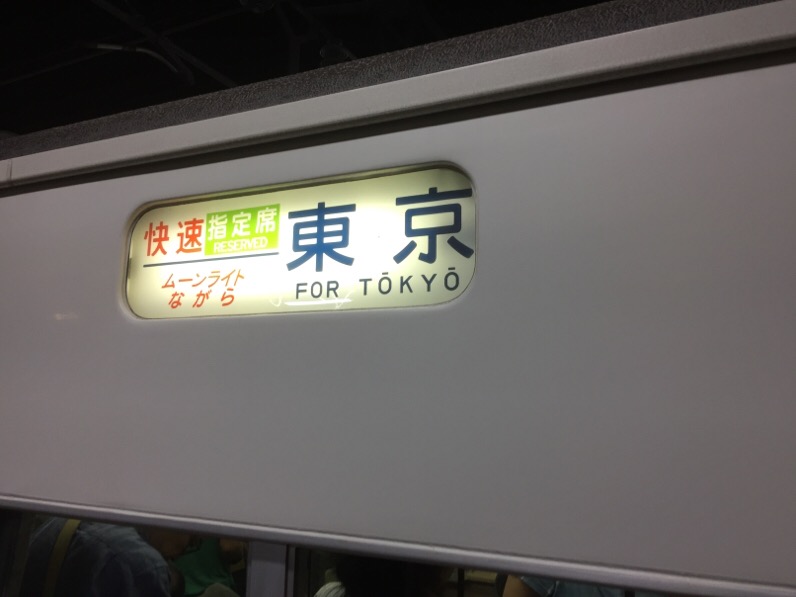 快速 指定席
RESERVED
ムーンライト
ながら
東京
FOR TŌKYŌ